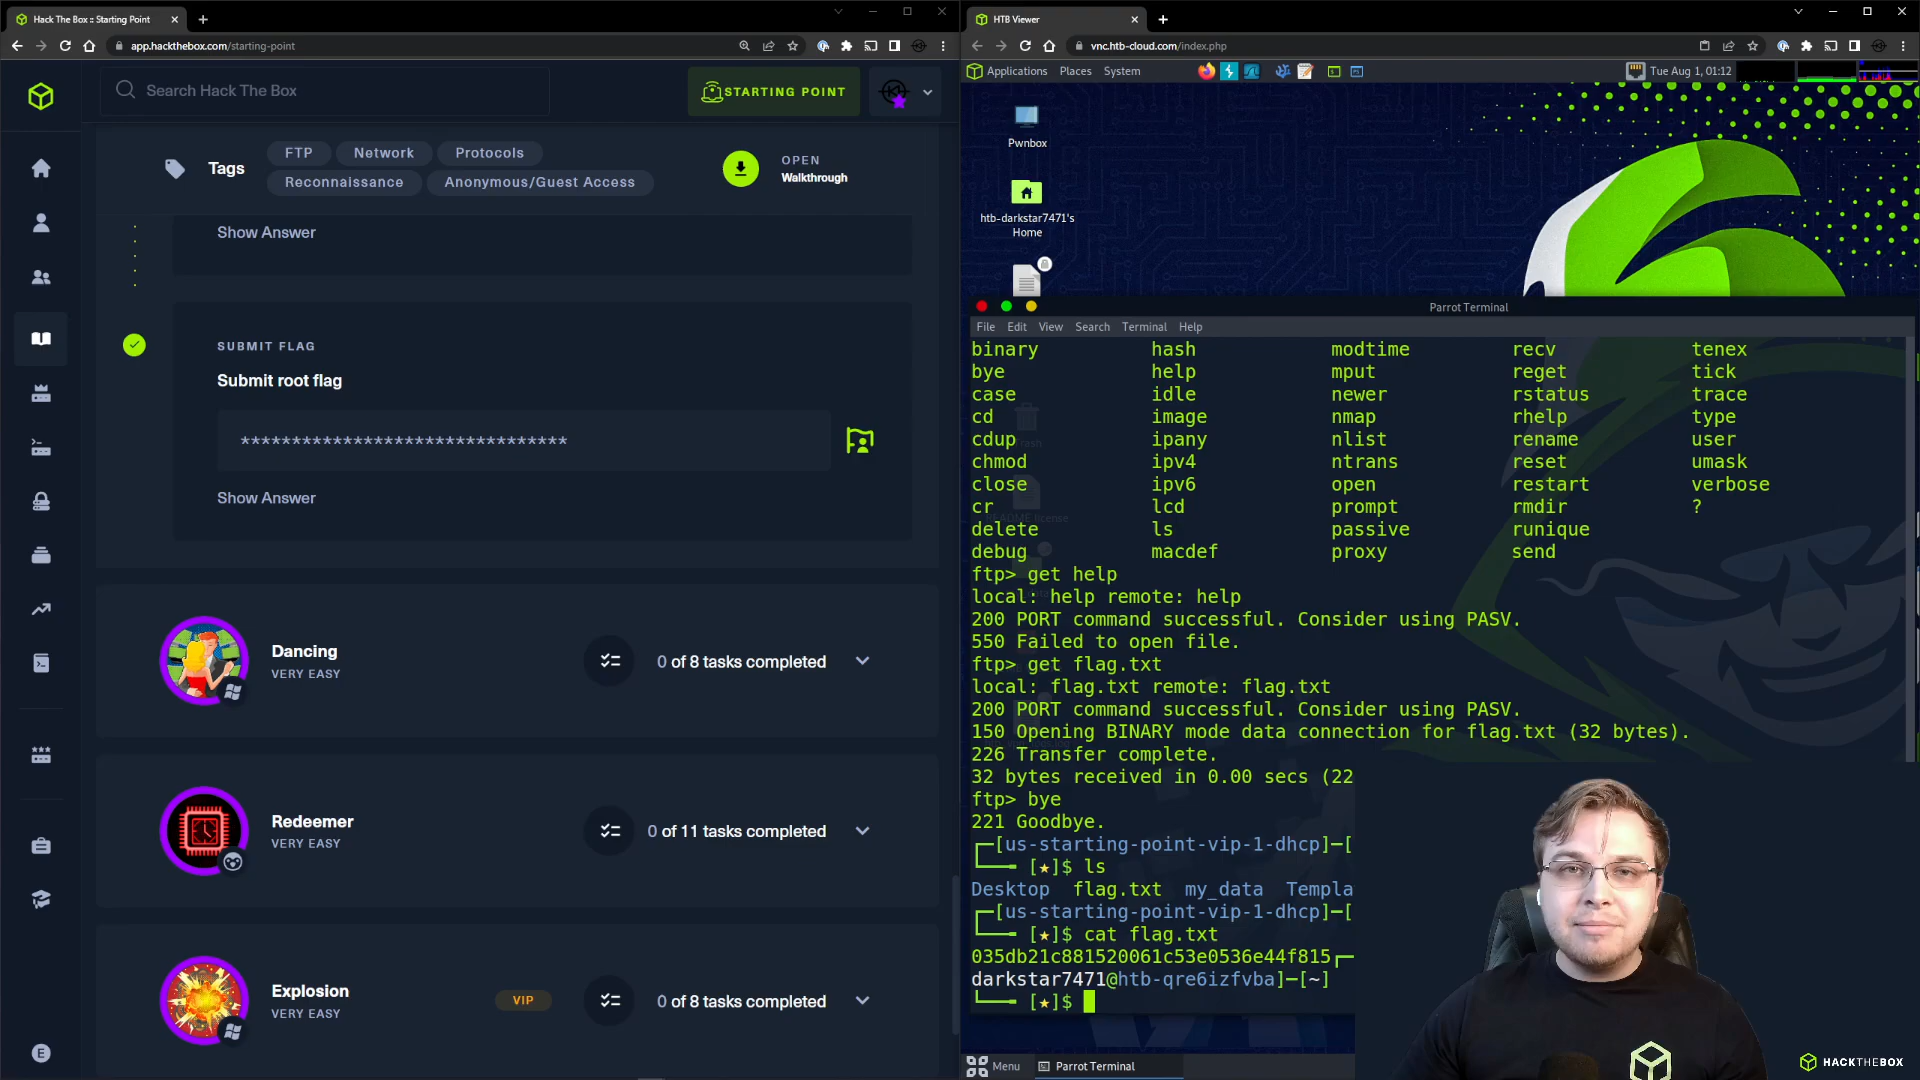 Hack The Box :: Starting Point
app.hackthebox.com/starting-point
Search Hack The Box
STARTING POINT
Tags
FTP
Network
Protocols
Reconnaissance
Anonymous/Guest Access
OPEN
Walkthrough
Show Answer
SUBMIT FLAG
Submit root flag
********************************
Show Answer
Dancing
VERY EASY
0 of 8 tasks completed
Redeemer
VERY EASY
0 of 11 tasks completed
Explosion
VERY EASY
VIP
0 of 8 tasks completed
E
HTB Viewer
vnc.htb-cloud.com/index.php
Applications Places System
Tue Aug 1, 01:12
Pwnbox
htb-darkstar7471's
Home
Parrot Terminal
File Edit View Search Terminal Help
binary hash modtime recv tenex
bye help mput reget tick
case idle newer rstatus trace
cd image nmap rhelp type
cdup ipany nlist rename user
chmod ipv4 ntrans reset umask
close ipv6 open restart verbose
cr lcd prompt rmdir ?
delete ls passive runique
debug macdef proxy send
ftp> get help
local: help remote: help
200 PORT command successful. Consider using PASV.
550 Failed to open file.
ftp> get flag.txt
local: flag.txt remote: flag.txt
200 PORT command successful. Consider using PASV.
150 Opening BINARY mode data connection for flag.txt (32 bytes).
226 Transfer complete.
32 bytes received in 0.00 secs (22
ftp> bye
221 Goodbye.
┌─[us-starting-point-vip-1-dhcp]─[
└──╼ [★]$ ls
Desktop flag.txt my_data Templa
┌─[us-starting-point-vip-1-dhcp]─[
└──╼ [★]$ cat flag.txt
035db21c881520061c53e0536e44f815┌─
darkstar7471@htb-qre6izfvba]─[~]
└──╼ [★]$
Menu
Parrot Terminal
HACKTHEBOX